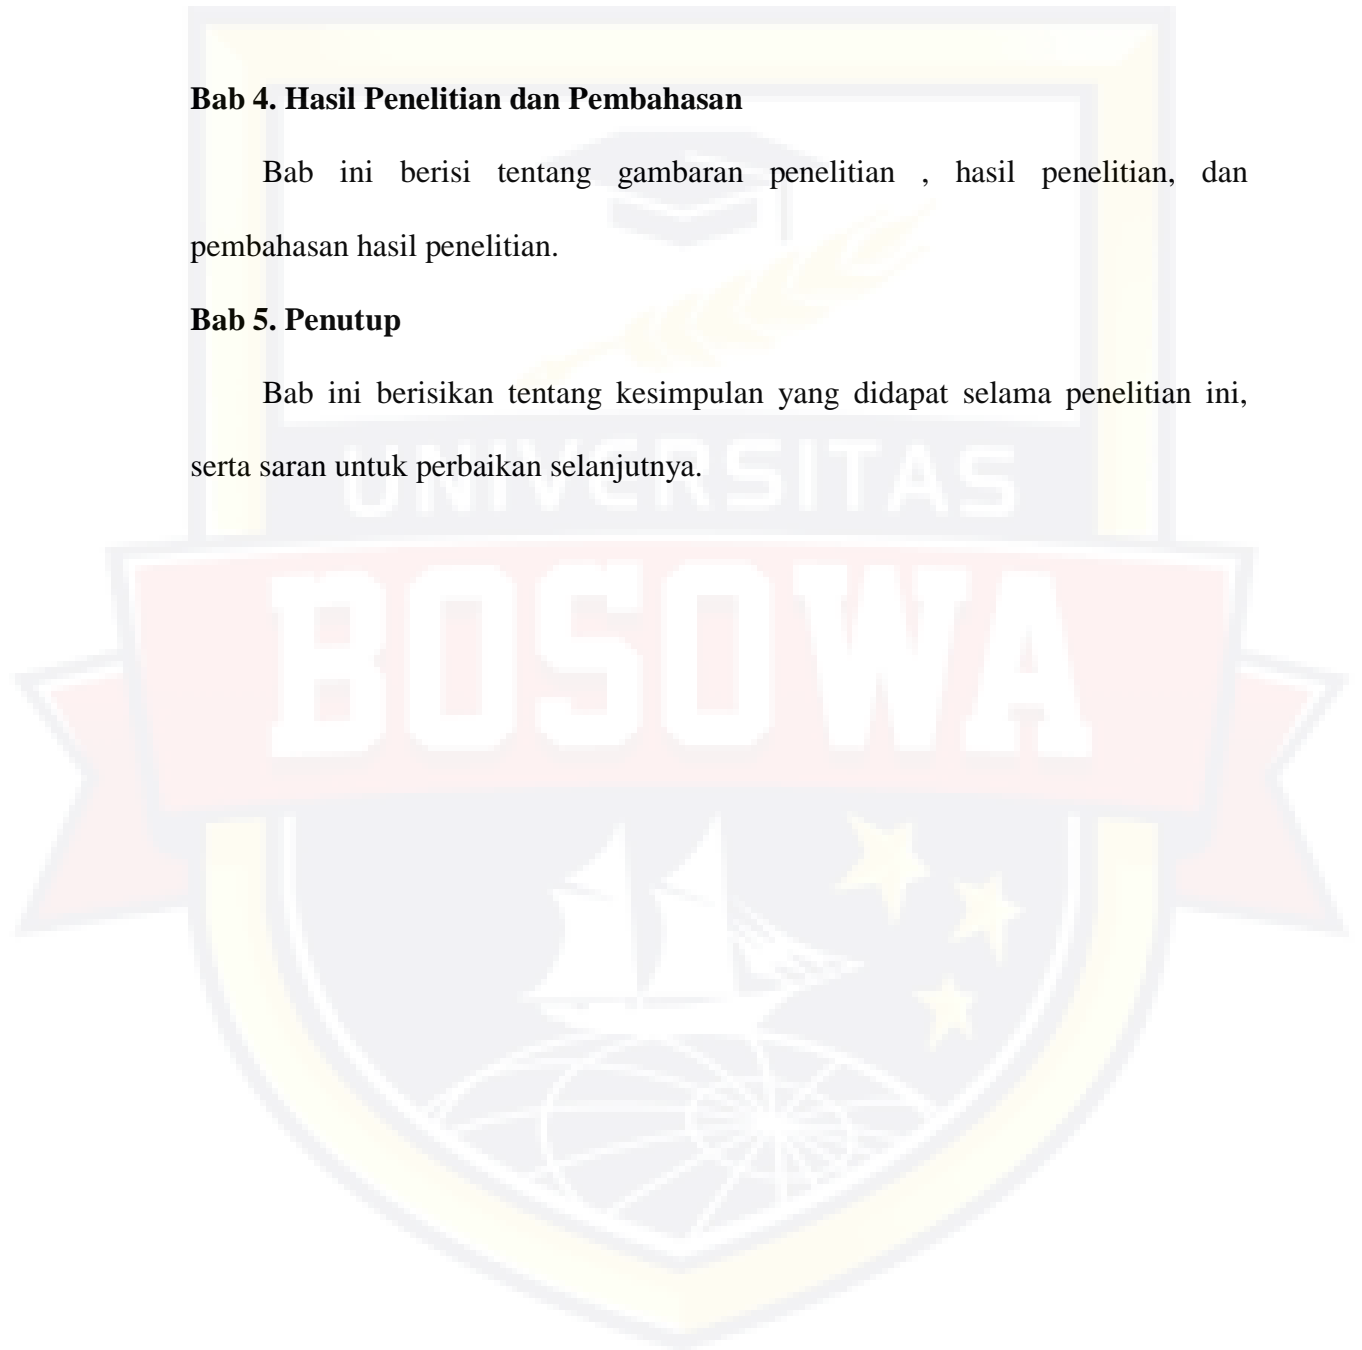 Bab 4. Hasil Penelitian dan Pembahasan
Bab ini berisi tentang gambaran penelitian , hasil penelitian, dan
pembahasan hasil penelitian.
Bab 5. Penutup
Bab ini berisikan tentang kesimpulan yang didapat selama penelitian ini,
serta saran untuk perbaikan selanjutnya.
UNIVERSITAS
BOSOWA